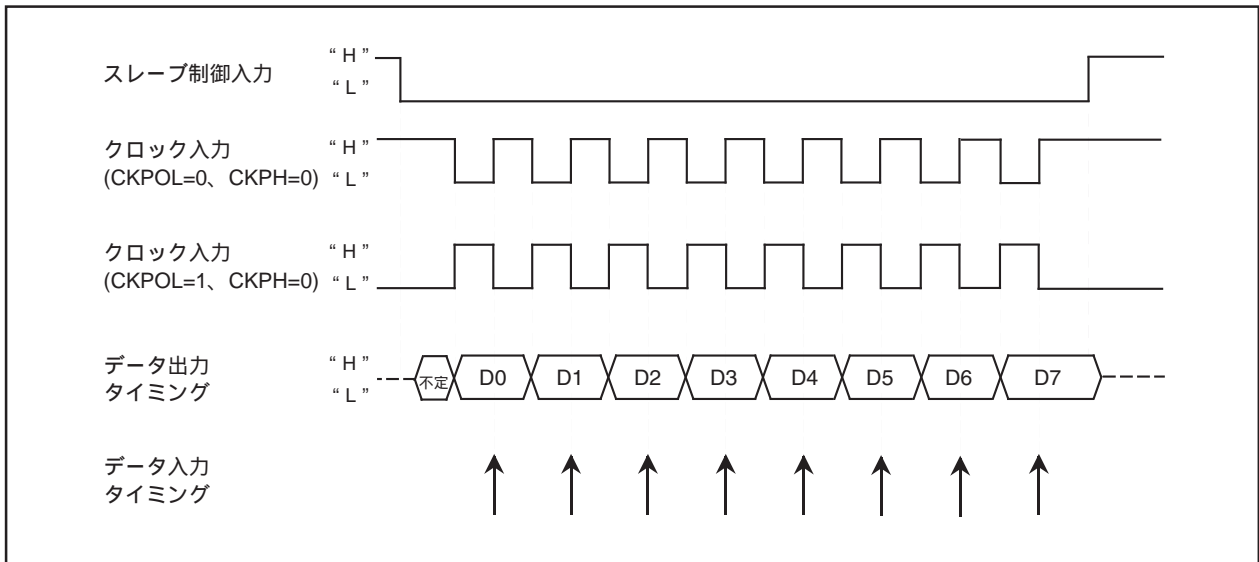 スレーブ制御入力
“ H ”
“ L ”
クロック入力
(CKPOL=0、CKPH=0)
“ H ”
“ L ”
クロック入力
(CKPOL=1、CKPH=0)
“ H ”
“ L ”
データ出力
タイミング
“ H ”
“ L ”
不定 D0 D1 D2 D3 D4 D5 D6 D7
データ入力
タイミング